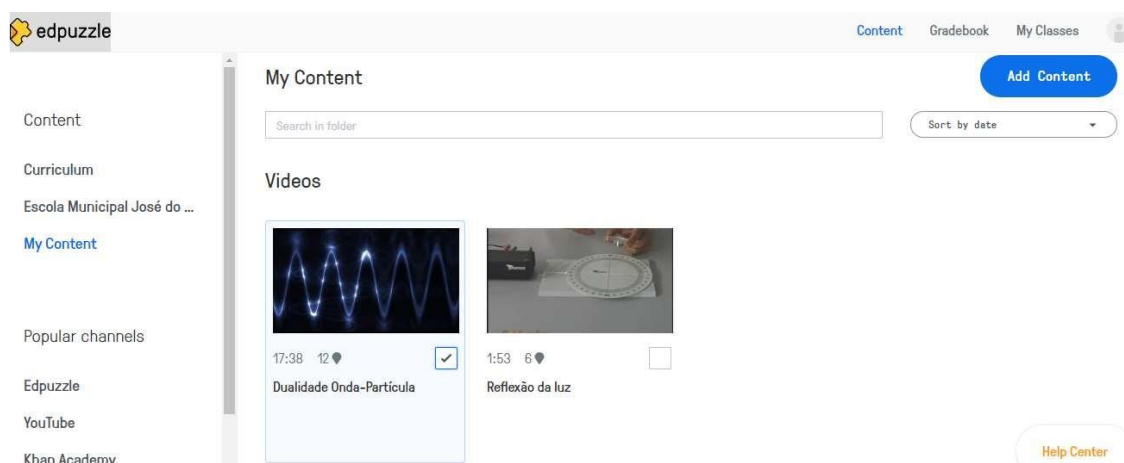 edpuzzle
Content Gradebook My Classes
Content
Curriculum
Escola Municipal José do ...
My Content
Popular channels
Edpuzzle
YouTube
Khan Academy
My Content
Add Content
Search in folder
Sort by date
Videos
17:38 12
Dualidade Onda-Partícula
1:53 6
Reflexão da luz
Help Center